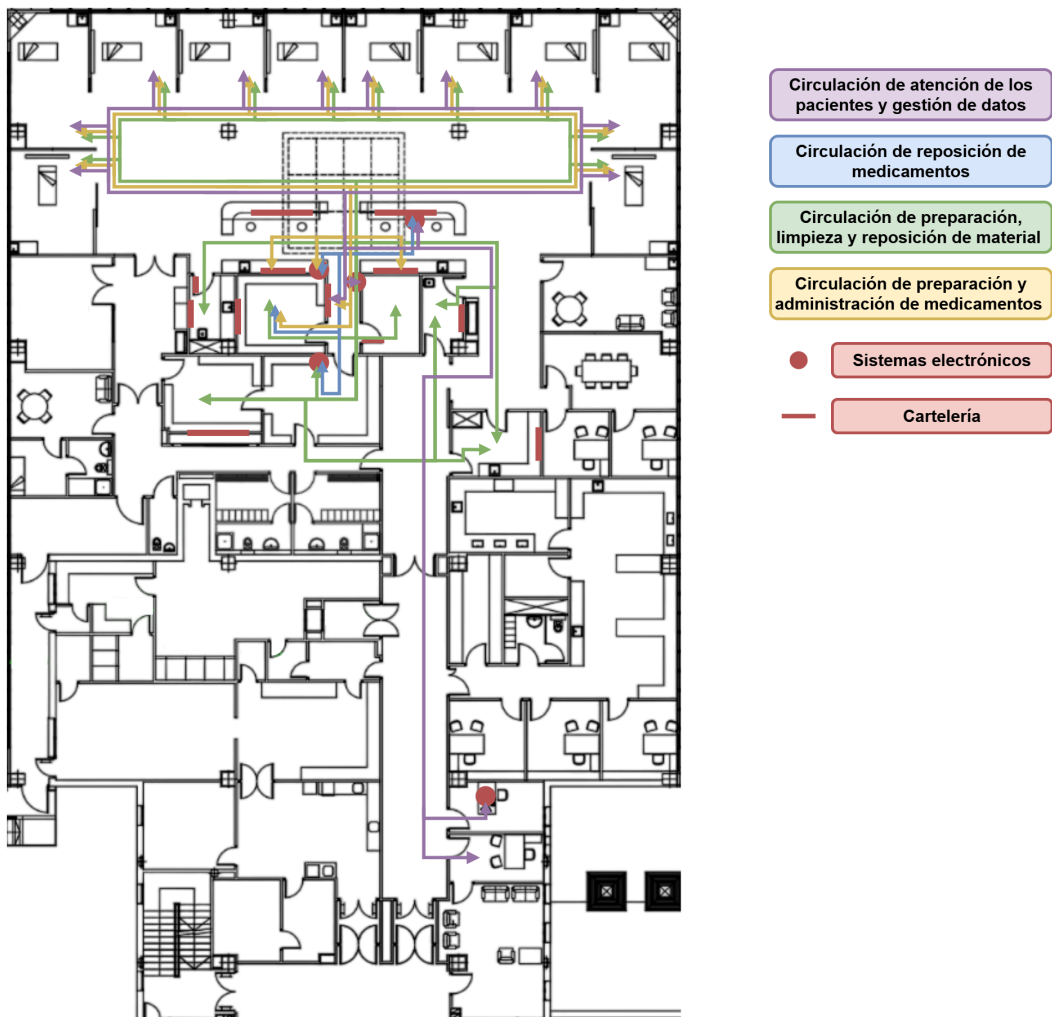 Circulación de atención de los
pacientes y gestión de datos
Circulación de reposición de
medicamentos
Circulación de preparación,
limpieza y reposición de material
Circulación de preparación y
administración de medicamentos
Sistemas electrónicos
Cartelería